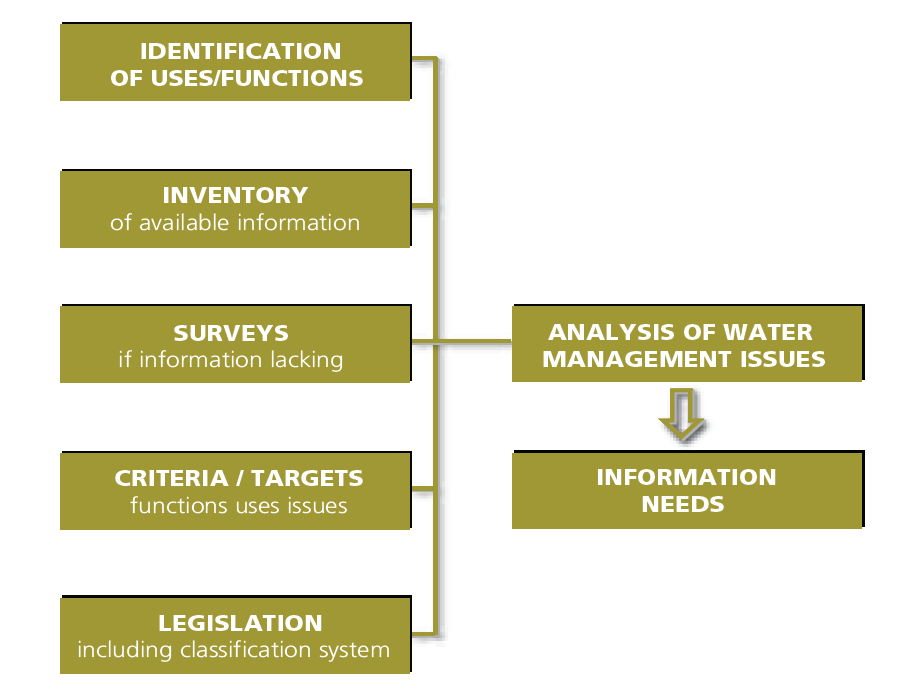 IDENTIFICATION
OF USES/FUNCTIONS
INVENTORY
of available information
SURVEYS
if information lacking
CRITERIA / TARGETS
functions uses issues
LEGISLATION
including classification system
ANALYSIS OF WATER
MANAGEMENT ISSUES
INFORMATION
NEEDS